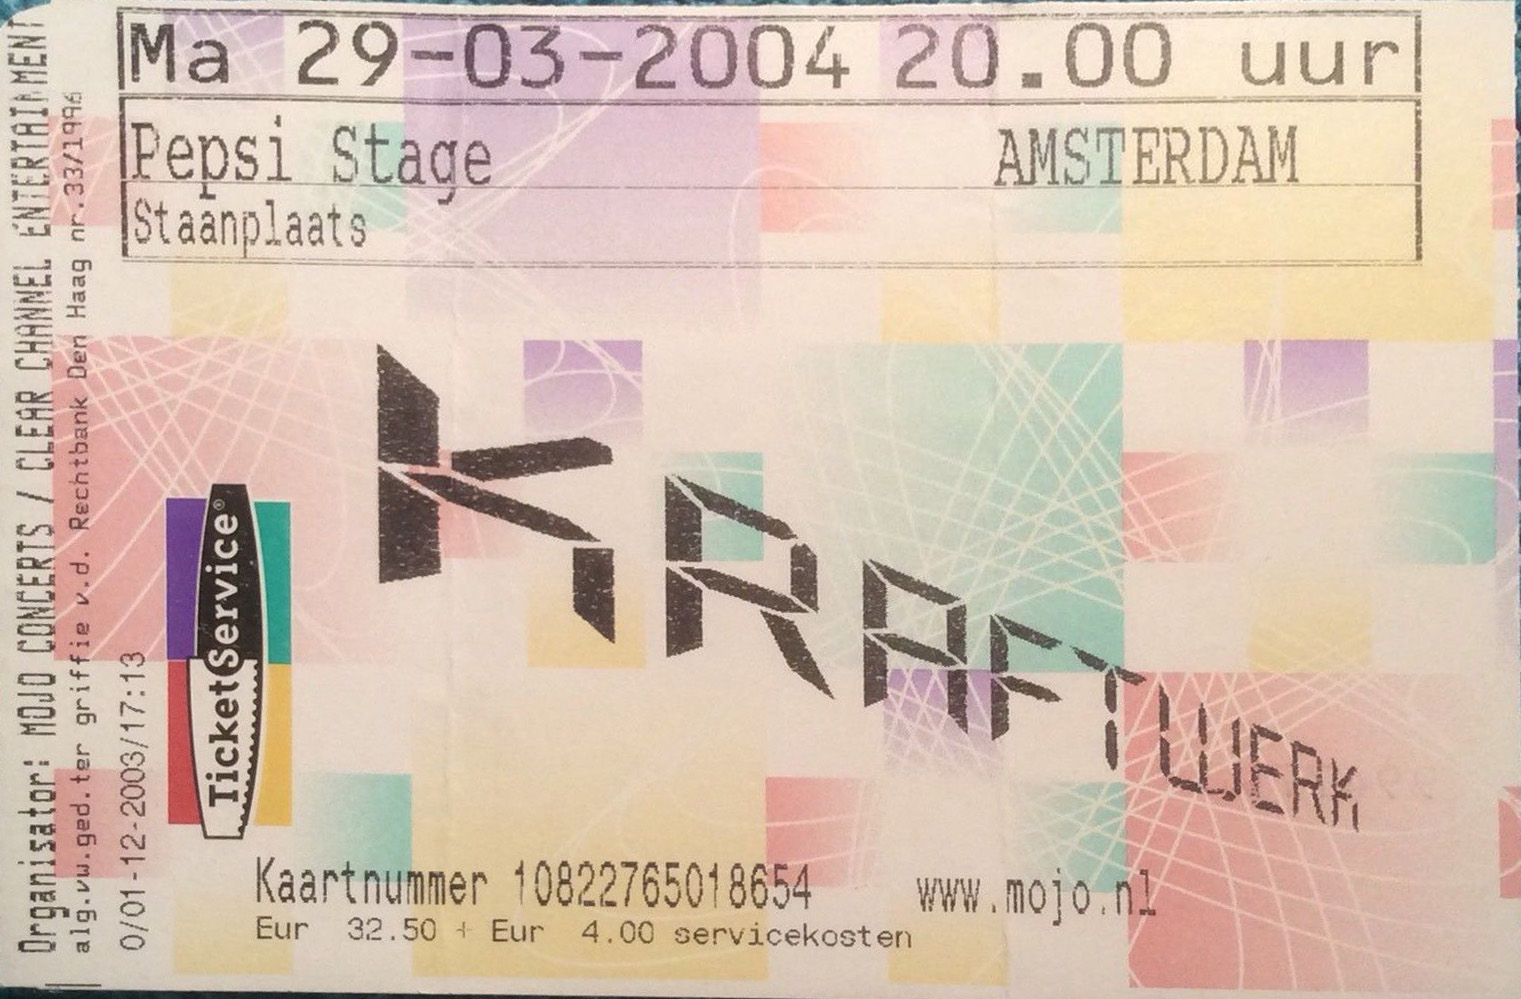 Ma 29-03-2004 20.00 uur
Pepsi Stage AMSTERDAM
Staanplaats
KRAFTWERK
Kaartnummer 10822765018654 www.mojo.nl
Eur 32.50 + Eur 4.00 servicekosten
TicketService®
Organisator: MOJO CONCERTS / CLEAR CHANNEL ENTERTAINMENT
alg.vw.ged.ter griffie v.d. Rechtbank Den Haag nr.33/1996
0/01-12-2003/17:13